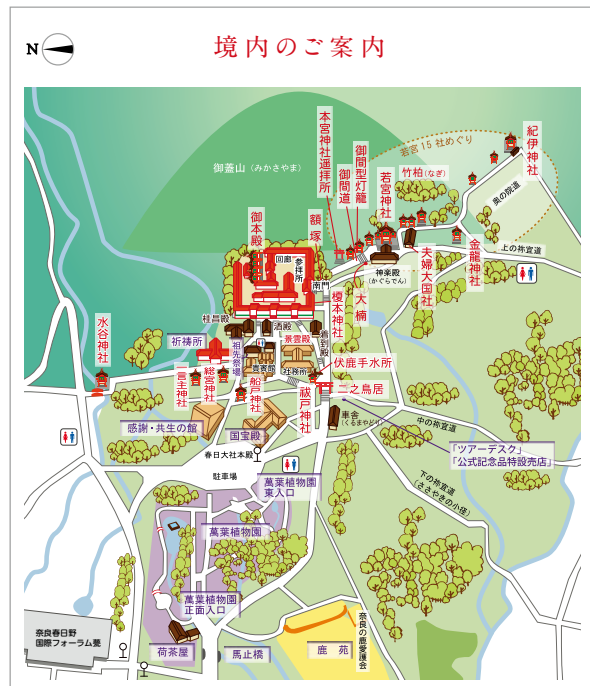 境内のご案内
N
御蓋山（みかさやま）
若宮15社めぐり
紀伊神社
本宮神社遥拝所
御間型灯籠
御間道
若宮神社
竹柏(なぎ)
奥の院道
御本殿
額塚
回廊
参拝所
南門
神楽殿
(かぐらでん)
夫婦大国社
金龍神社
上の祢宜道
榎本神社
大楠
桂昌殿
酒殿
着到殿
水谷神社
祈祷所
祖先祭場
景雲殿
貴賓館
社務所
伏鹿手水所
二之鳥居
言主神社
総宮神社
船戸神社
祓戸神社
車舎
(くるまやどり)
中の祢宜道
感謝・共生の館
国宝殿
春日大社本殿
「ツアーデスク」
「公式記念品特設売店」
駐車場
萬葉植物園
東入口
下の祢宜道
(ささやきの小径)
萬葉植物園
萬葉植物園
正面入口
奈良春日野
国際フォーラム甍
荷茶屋
馬止橋
鹿苑
奈良の鹿愛護会